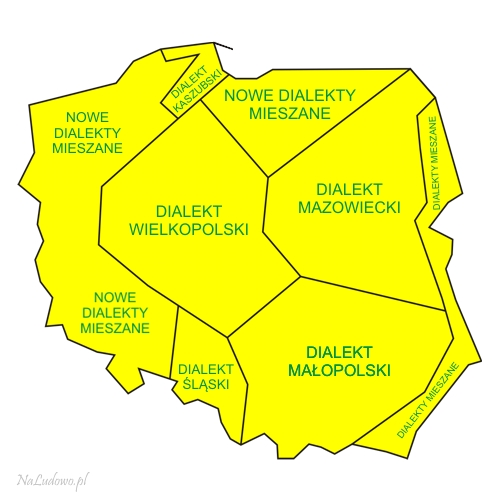 DIALEKT
KASZUBSKI
NOWE DIALEKTY
MIESZANE
NOWE
DIALEKTY
MIESZANE
DIALEKTY MIESZANE
DIALEKT
MAZOWIECKI
DIALEKT
WIELKOPOLSKI
NOWE
DIALEKTY
MIESZANE
DIALEKT
ŚLĄSKI
DIALEKT
MAŁOPOLSKI
DIALEKTY MIESZANE
NaLudowo.pl